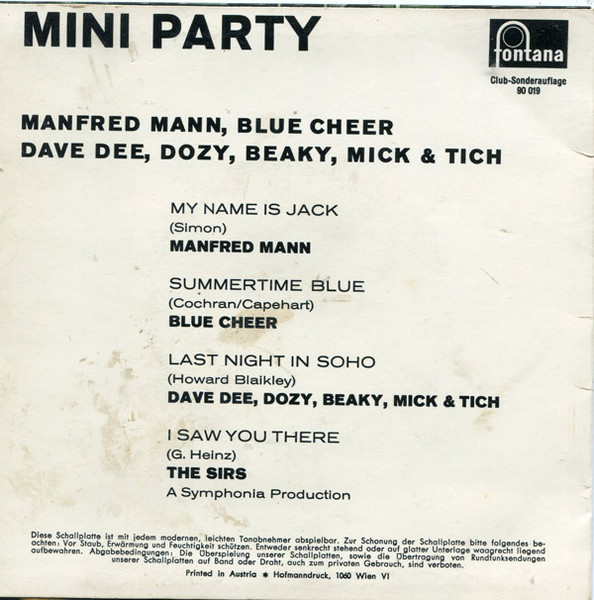 MINI PARTY
fontana
Club-Sonderauflage
90 019
MANFRED MANN, BLUE CHEER
DAVE DEE, DOZY, BEAKY, MICK & TICH
MY NAME IS JACK
(Simon)
MANFRED MANN
SUMMERTIME BLUE
(Cochran/Capehart)
BLUE CHEER
LAST NIGHT IN SOHO
(Howard Blaikley)
DAVE DEE, DOZY, BEAKY, MICK & TICH
I SAW YOU THERE
(G. Heinz)
THE SIRS
A Symphonia Production
Diese Schallplatte ist mit jedem modernen, leichten Tonabnehmer abspielbar. Zur Schonung der Schallplatte bitte folgendes be-
achten: Vor Staub, Erwärmung und Feuchtigkeit schützen. Entweder senkrecht stehend oder auf glatter Unterlage waagrecht liegend
aufbewahren. Abgabebedingungen: Die Überspielung unserer Schallplatten, sowie die Übertragung von Rundfunksendungen
unserer Schallplatten auf Band oder Draht, auch zum privaten Gebrauch, sind verboten.
Printed in Austria * Hofmanndruck, 1060 Wien VI